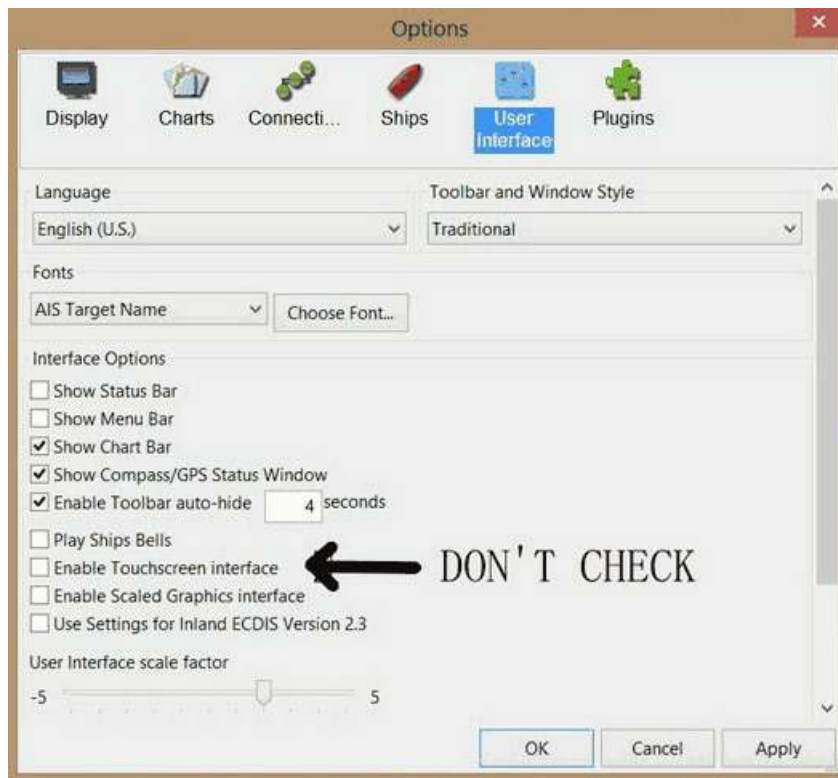 Options
Display
Charts
Connecti...
Ships
User
Interface
Plugins
Language
Toolbar and Window Style
English (U.S.)
Traditional
Fonts
AIS Target Name
Choose Font...
Interface Options
Show Status Bar
Show Menu Bar
Show Chart Bar
Show Compass/GPS Status Window
Enable Toolbar auto-hide 4 seconds
Play Ships Bells
Enable Touchscreen interface
DON'T CHECK
Enable Scaled Graphics interface
Use Settings for Inland ECDIS Version 2.3
User Interface scale factor
-5 5
OK Cancel Apply